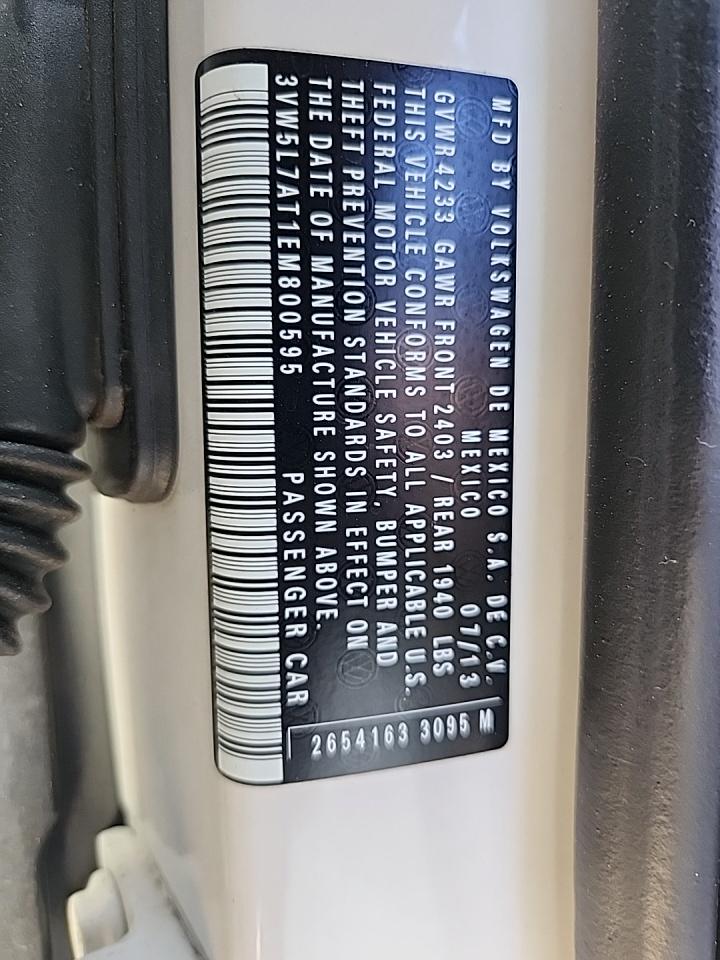 MFD BY VOLKSWAGEN DE MEXICO S.A. DE C.V.
MEXICO 07/13
GVWR 4233 GAWR FRONT 2403 / REAR 1940 LBS
THIS VEHICLE CONFORMS TO ALL APPLICABLE U.S.
FEDERAL MOTOR VEHICLE SAFETY, BUMPER AND
THEFT PREVENTION STANDARDS IN EFFECT ON
THE DATE OF MANUFACTURE SHOWN ABOVE.
3VW5L7AT1EM800595 PASSENGER CAR
2654163 3095 M